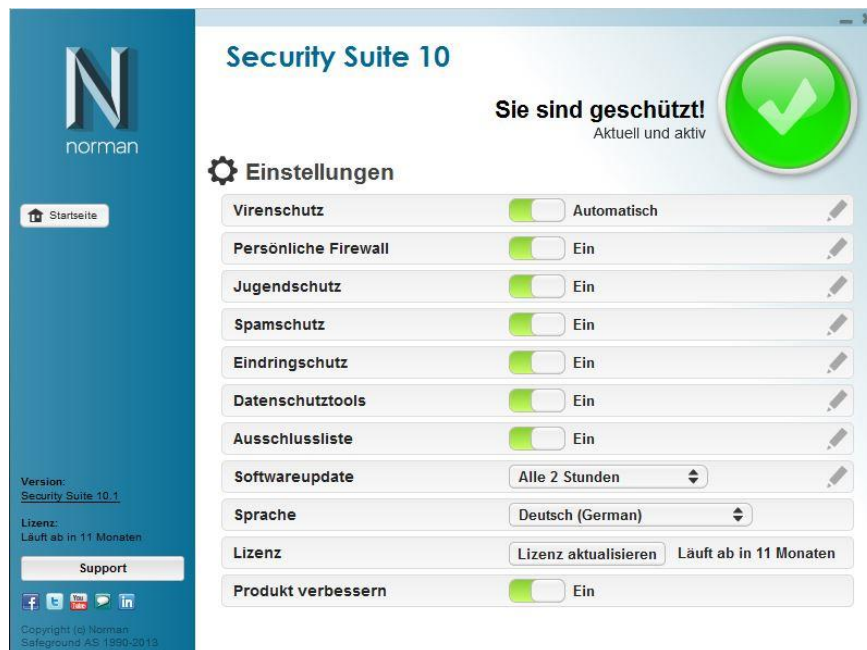 N
norman
Startseite
Version:
Security Suite 10.1
Lizenz:
Läuft ab in 11 Monaten
Support
f t You Tube in
Copyright (c) Norman
Safeground AS 1990-2013
Security Suite 10
Sie sind geschützt!
Aktuell und aktiv
Einstellungen
Virenschutz Automatisch
Persönliche Firewall Ein
Jugendschutz Ein
Spamschutz Ein
Eindringschutz Ein
Datenschutztools Ein
Ausschlussliste Ein
Softwareupdate Alle 2 Stunden
Sprache Deutsch (German)
Lizenz Lizenz aktualisieren Läuft ab in 11 Monaten
Produkt verbessern Ein